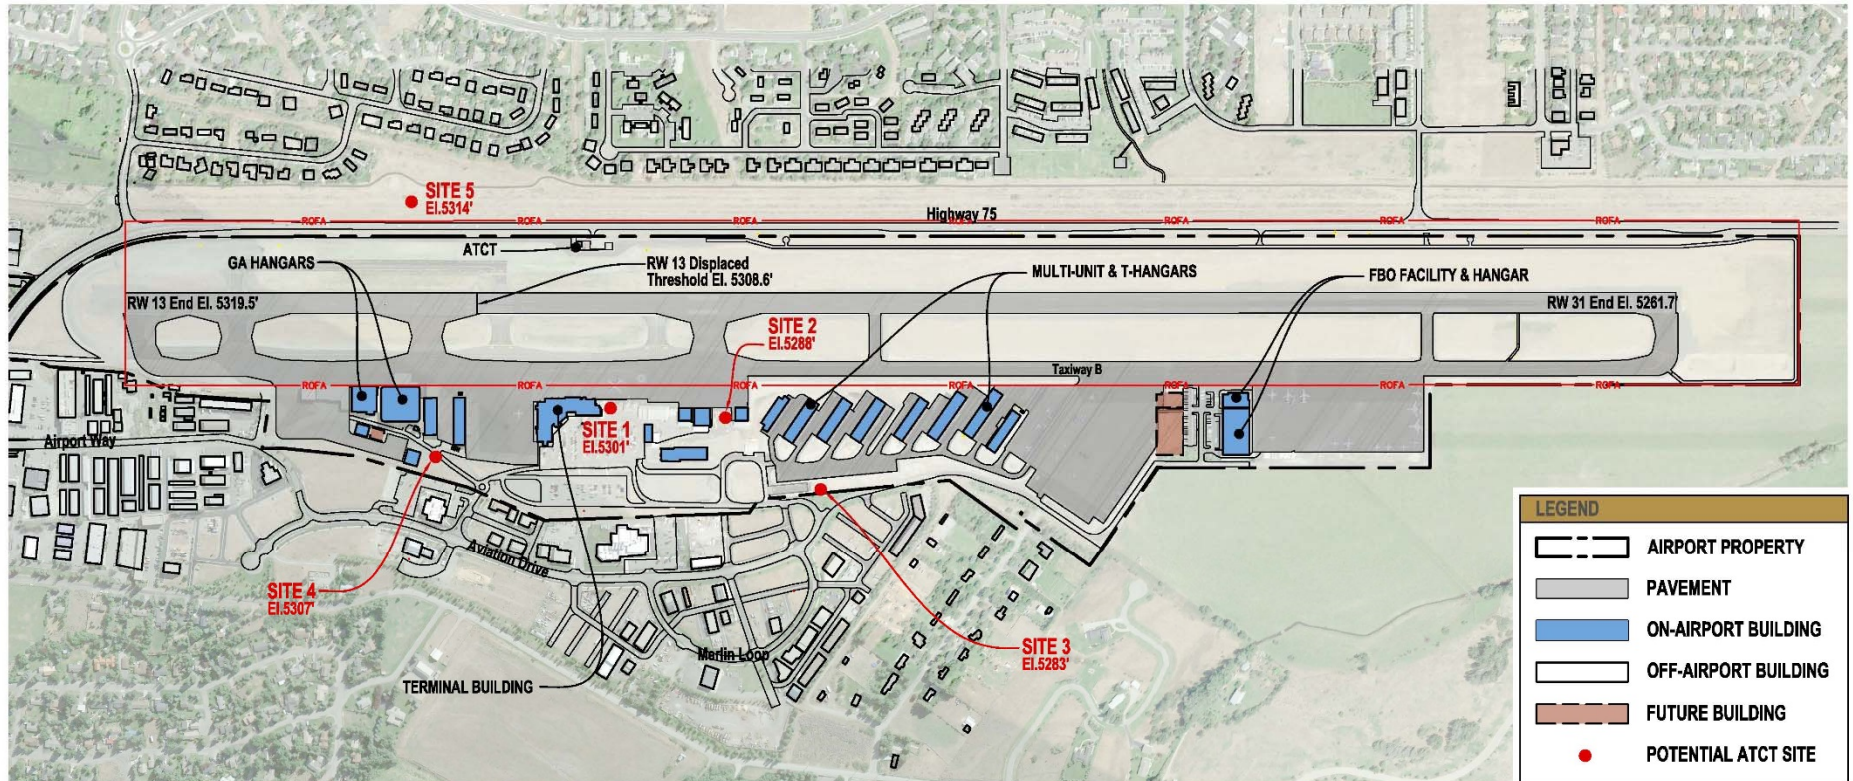 SITE 5
El.5314'
ROFA
ROFA
ROFA
Highway 75
ROFA
ROFA
ROFA
ROFA
ATCT
GA HANGARS
RW 13 Displaced
Threshold El. 5308.6'
MULTI-UNIT & T-HANGARS
FBO FACILITY & HANGAR
RW 13 End El. 5319.5'
RW 31 End El. 5261.7'
SITE 2
El.5288'
Taxiway B
ROFA
ROFA
ROFA
ROFA
ROFA
ROFA
ROFA
SITE 1
El.5301'
Airport Way
SITE 4
El.5307'
Aviation Drive
Merlin Loop
SITE 3
El.5283'
TERMINAL BUILDING
LEGEND
AIRPORT PROPERTY
PAVEMENT
ON-AIRPORT BUILDING
OFF-AIRPORT BUILDING
FUTURE BUILDING
POTENTIAL ATCT SITE